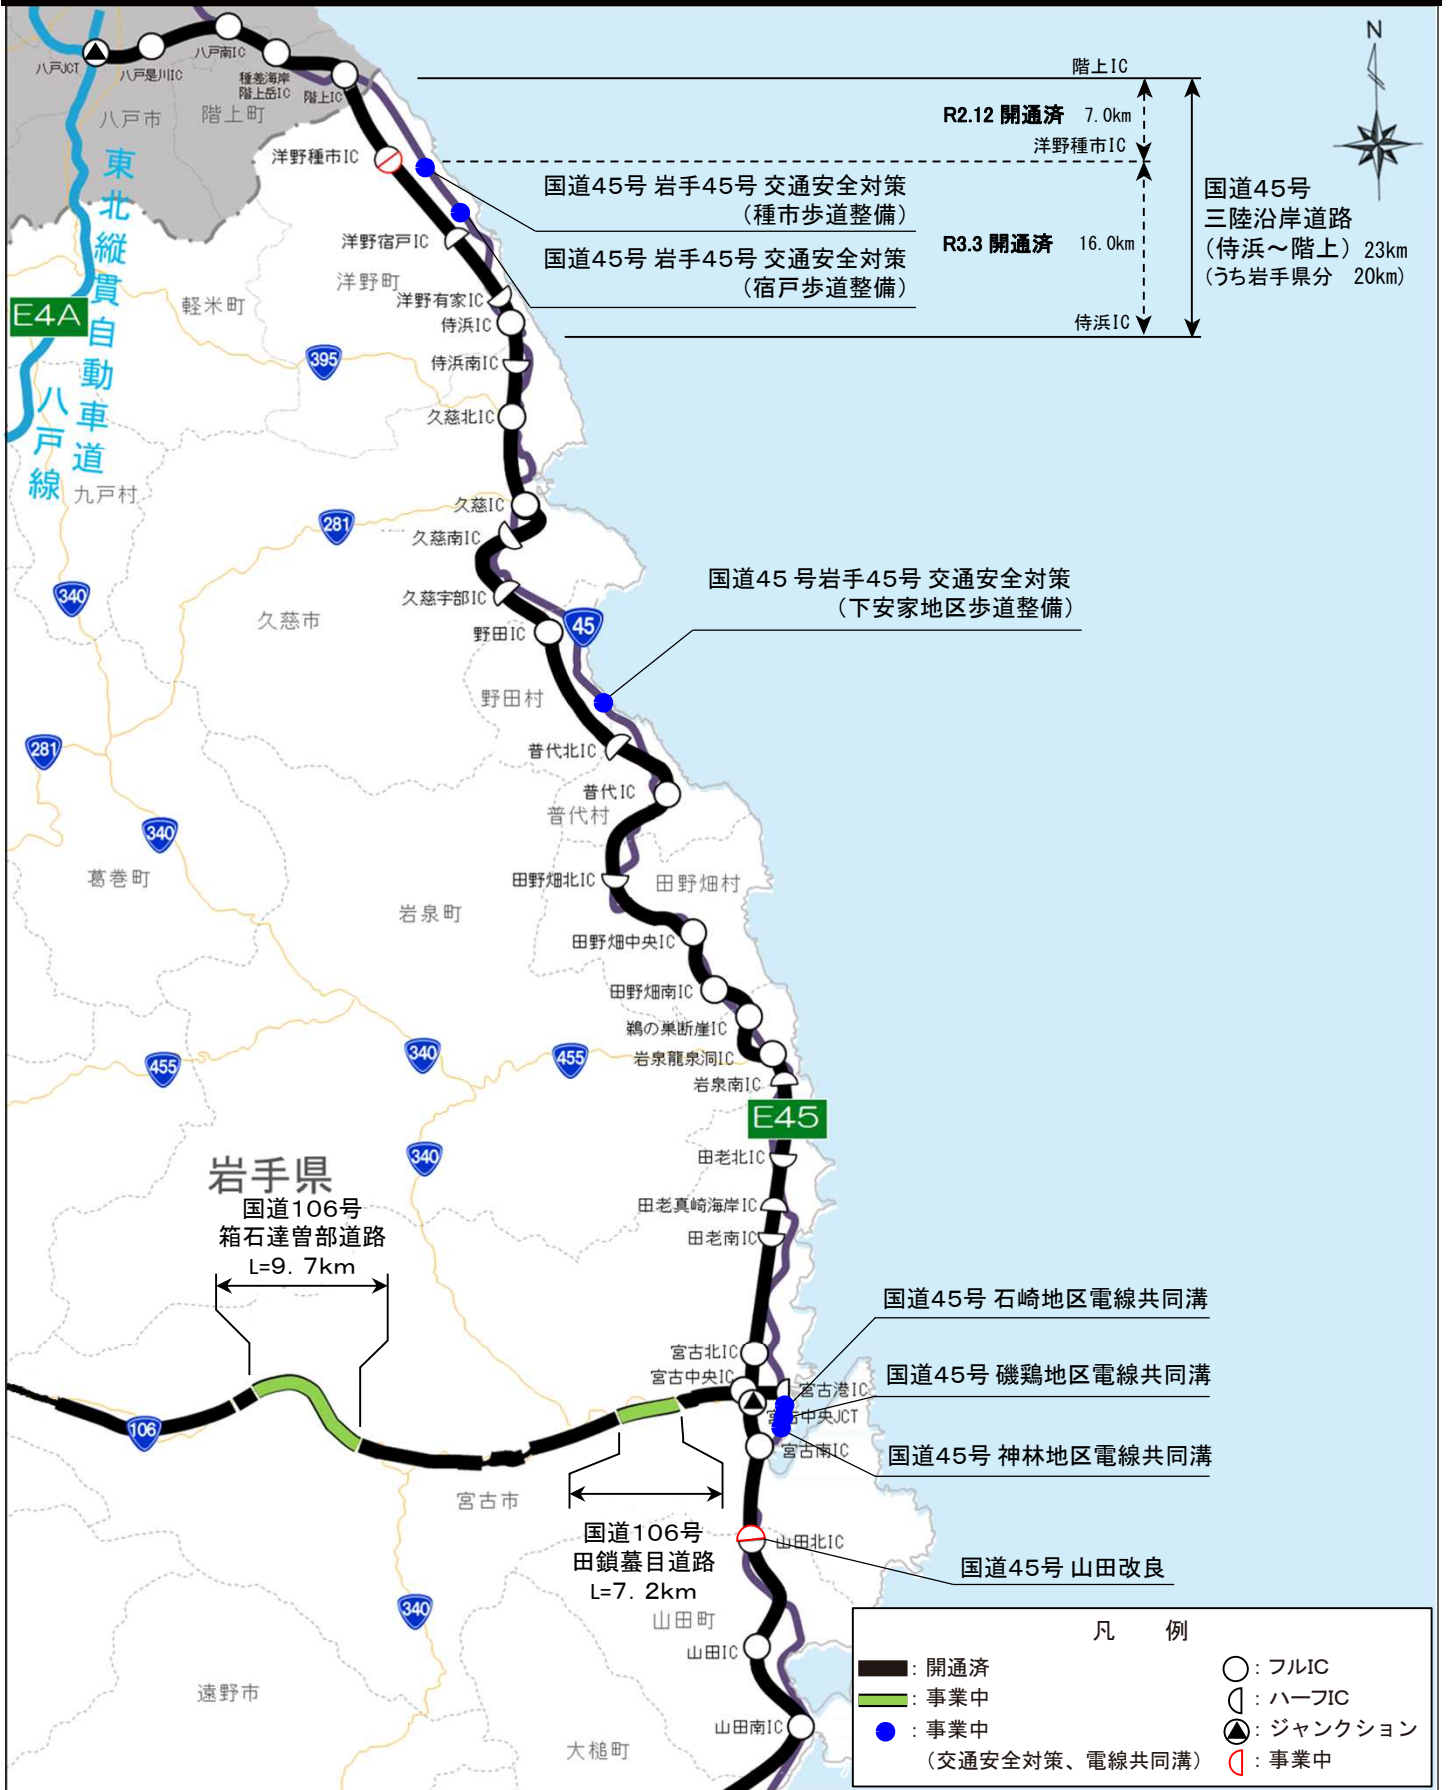 八戸JCT
八戸是川IC
八戸南IC
種差海岸
階上岳IC
階上IC
八戸市
階上町
東北縦貫自動車道
八戸線
E4A
洋野種市IC
洋野宿戸IC
洋野町
洋野有家IC
軽米町
侍浜IC
侍浜南IC
395
久慈北IC
九戸村
久慈IC
281
久慈南IC
340
久慈宇部IC
久慈市
野田IC
45
野田村
281
普代北IC
普代IC
普代村
340
葛巻町
田野畑北IC
田野畑村
岩泉町
田野畑中央IC
田野畑南IC
鵜の巣断崖IC
岩泉龍泉洞IC
455
340
455
岩泉南IC
E45
340
田老北IC
岩手県
田老真崎海岸IC
田老南IC
国道106号
箱石達曽部道路
L=9.7km
宮古北IC
宮古中央IC
宮古港IC
宮古中央JCT
宮古南IC
106
宮古市
国道106号
田鎖蟇目道路
L=7.2km
山田北IC
340
山田町
山田IC
遠野市
山田南IC
大槌町
N
階上IC
R2.12 開通済 7.0km
洋野種市IC
R3.3 開通済 16.0km
侍浜IC
国道45号
三陸沿岸道路
(侍浜～階上) 23km
(うち岩手県分 20km)
国道45号 岩手45号 交通安全対策
(種市歩道整備)
国道45号 岩手45号 交通安全対策
(宿戸歩道整備)
国道45号岩手45号 交通安全対策
(下安家地区歩道整備)
国道45号 石崎地区電線共同溝
国道45号 磯鶏地区電線共同溝
国道45号 神林地区電線共同溝
国道45号 山田改良
凡 例
：開通済
：事業中
：事業中
(交通安全対策、電線共同溝)
：フルIC
：ハーフIC
：ジャンクション
：事業中